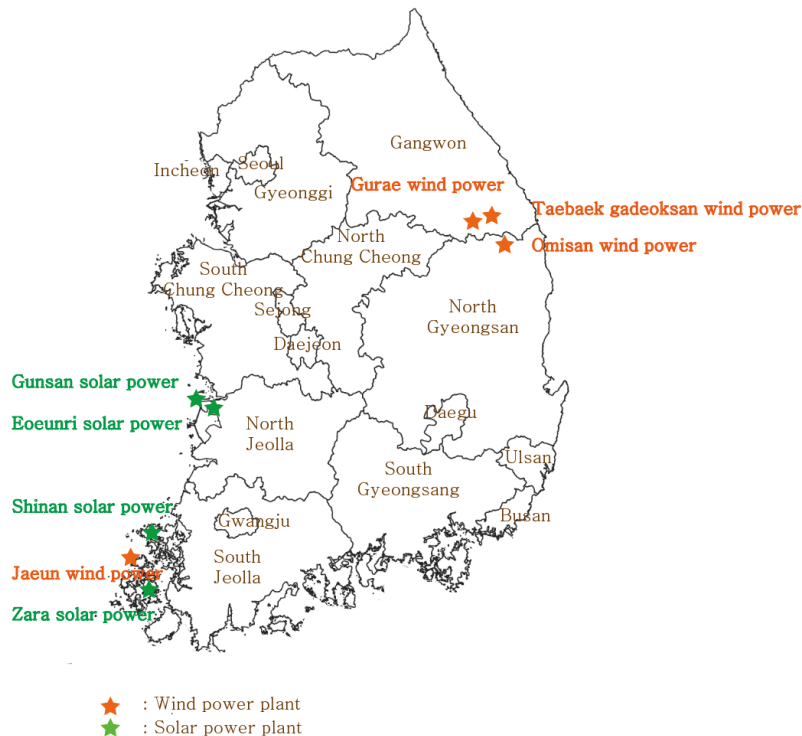 Gangwon
Incheon
Seoul
Gyeonggi
Gurae wind power
Taebaek gadeoksan wind power
Omisan wind power
North
Chung Cheong
South
Chung Cheong
Sejong
North
Gyeongsan
Daejeon
Gunsan solar power
Eoeunri solar power
North
Jeolla
Daegu
Ulsan
South
Gyeongsang
Busan
Shinan solar power
Gwangju
South
Jeolla
Jaeun wind power
Zara solar power
: Wind power plant
: Solar power plant